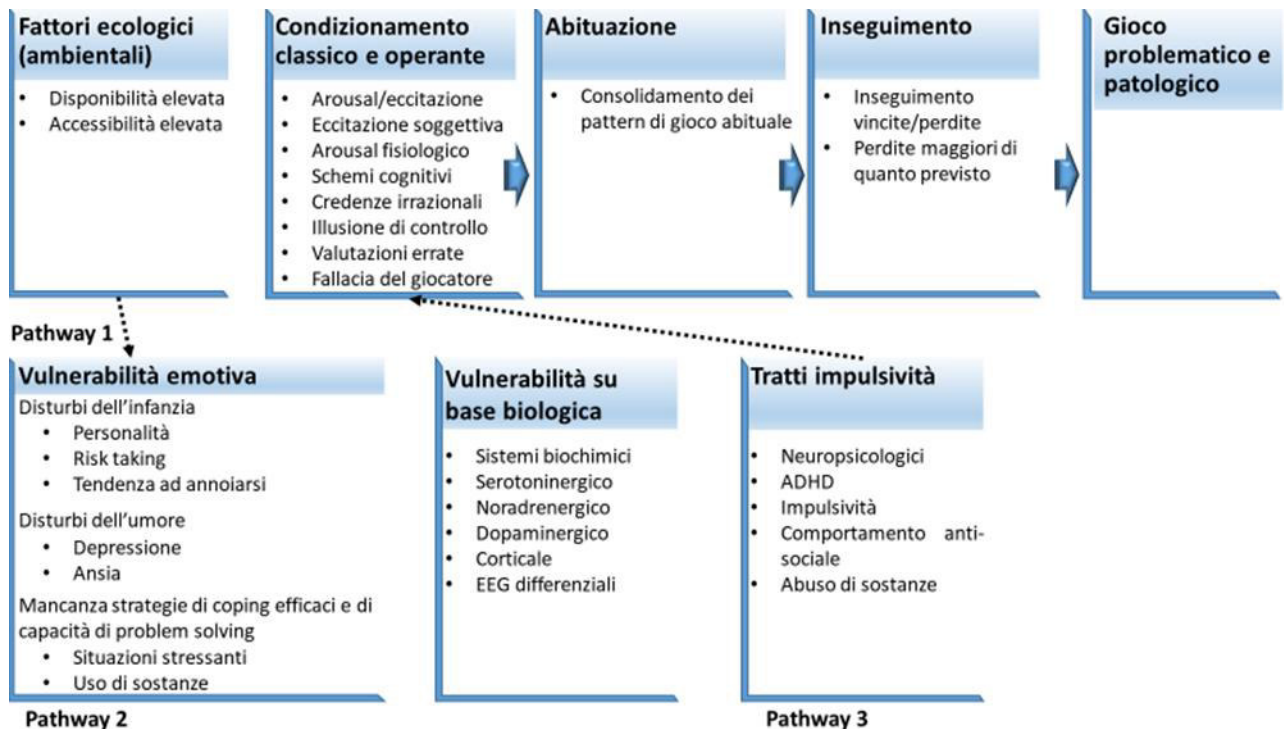 Fattori ecologici
(ambientali)
• Disponibilità elevata
• Accessibilità elevata
Condizionamento
classico e operante
• Arousal/eccitazione
• Eccitazione soggettiva
• Arousal fisiologico
• Schemi cognitivi
• Credenze irrazionali
• Illusione di controllo
• Valutazioni errate
• Fallacia del giocatore
Abituazione
• Consolidamento dei
pattern di gioco abituale
Inseguimento
• Inseguimento
vincite/perdite
• Perdite maggiori di
quanto previsto
Gioco
problematico e
patologico
Pathway 1
Vulnerabilità emotiva
Disturbi dell'infanzia
• Personalità
• Risk taking
• Tendenza ad annoiarsi
Disturbi dell'umore
• Depressione
• Ansia
Mancanza strategie di coping efficaci e di
capacità di problem solving
• Situazioni stressanti
• Uso di sostanze
Pathway 2
Vulnerabilità su
base biologica
• Sistemi biochimici
• Serotoninergico
• Noradrenergico
• Dopaminergico
• Corticale
• EEG differenziali
Tratti impulsività
• Neuropsicologici
• ADHD
• Impulsività
• Comportamento anti-
sociale
• Abuso di sostanze
Pathway 3